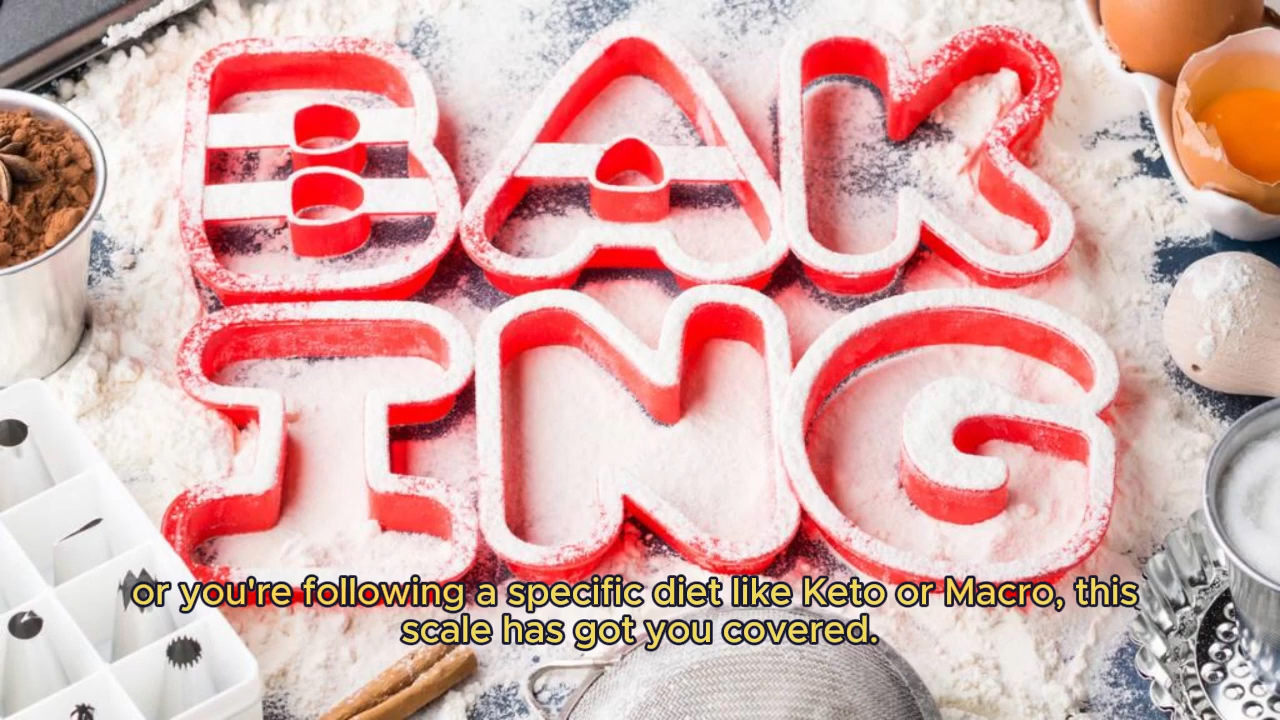 BAK
ING
or you're following a specific diet like Keto or Macro, this
scale has got you covered.